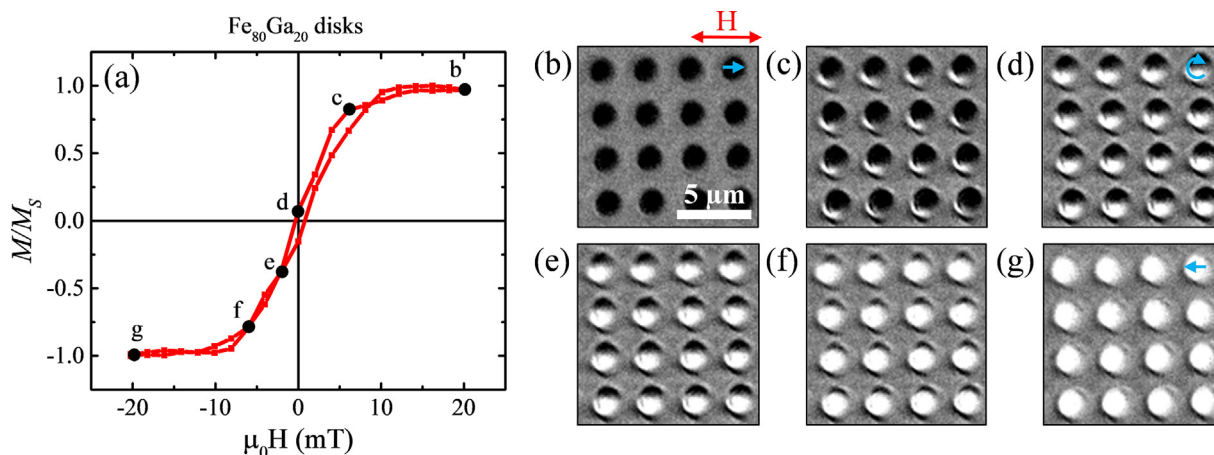 Fe₈₀Ga₂₀ disks
(a)
b
c
d
e
f
g
1.0
0.5
0.0
-0.5
-1.0
M/M_S
-20 -10 0 10 20
μ₀H (mT)
H
(b)
5 μm
(c)
(d)
(e)
(f)
(g)